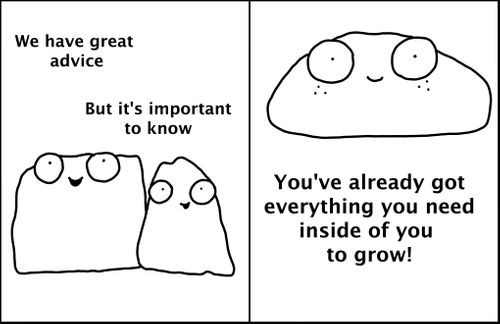 We have great
advice
But it's important
to know
You've already got
everything you need
inside of you
to grow!